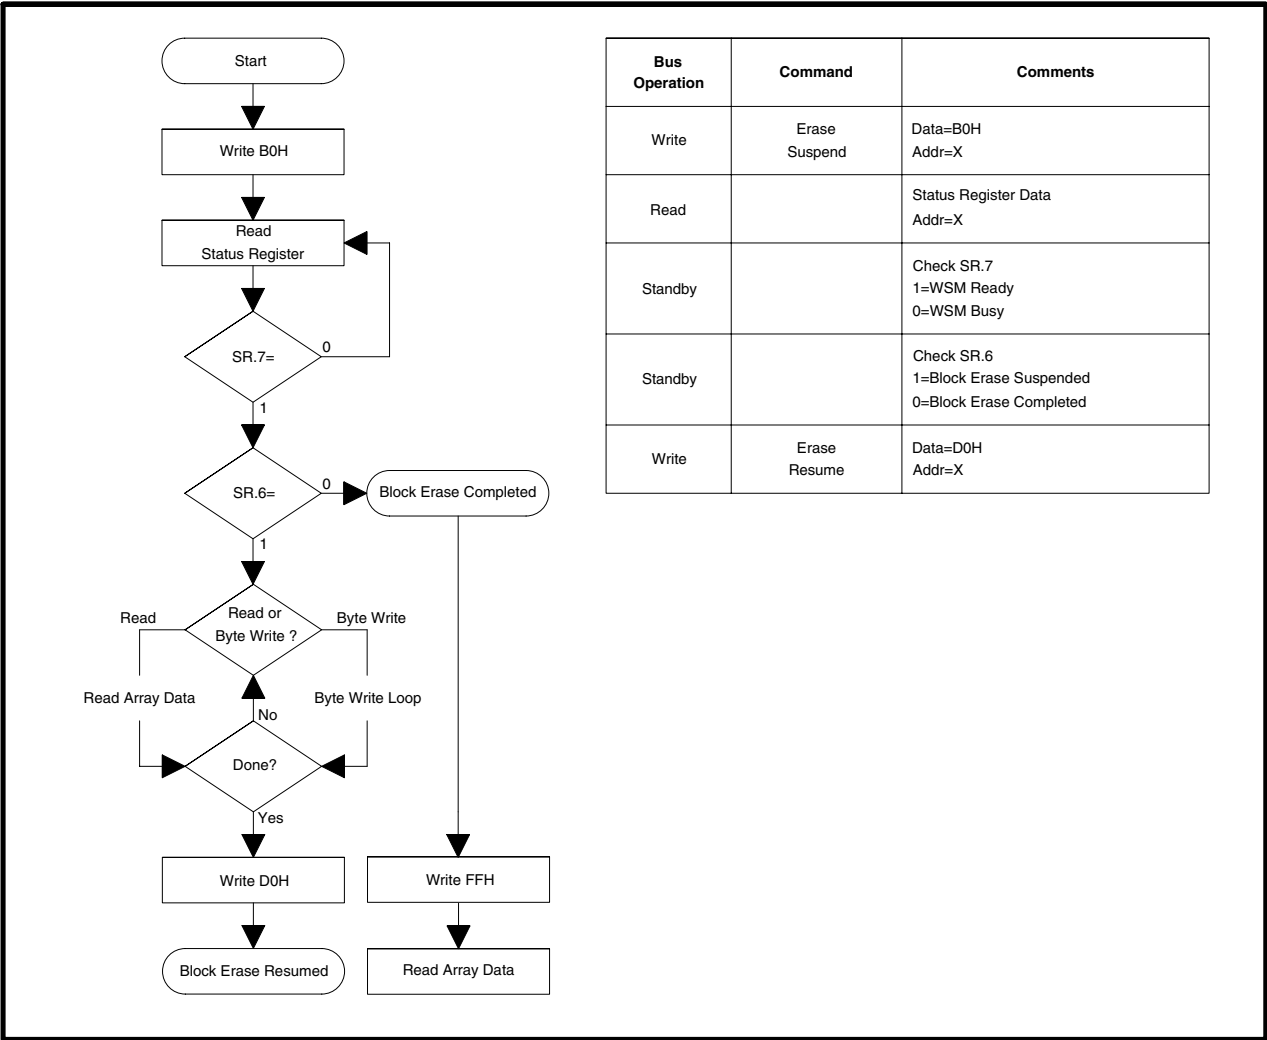 Start
Write B0H
Read
Status Register
SR.7=
0
1
SR.6=
0
Block Erase Completed
1
Read or
Byte Write ?
Read
Byte Write
Read Array Data
Byte Write Loop
No
Done?
Yes
Write D0H
Write FFH
Block Erase Resumed
Read Array Data
Bus
Operation
Command
Comments
Write
Erase
Suspend
Data=B0H
Addr=X
Read
Status Register Data
Addr=X
Standby
Check SR.7
1=WSM Ready
0=WSM Busy
Standby
Check SR.6
1=Block Erase Suspended
0=Block Erase Completed
Write
Erase
Resume
Data=D0H
Addr=X